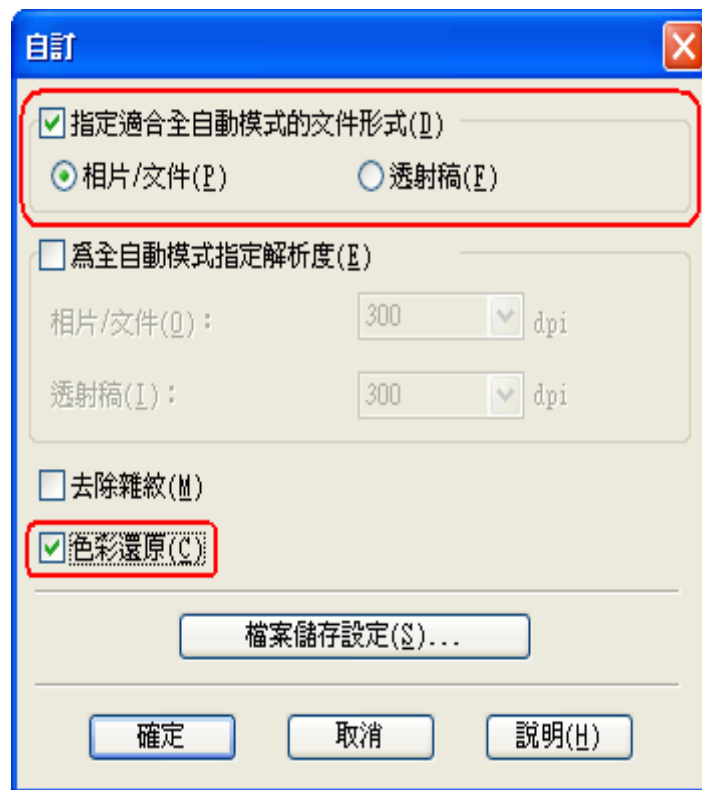 自訂
指定適合全自動模式的文件形式(D)
相片/文件(P) 透射稿(F)
爲全自動模式指定解析度(E)
相片/文件(O)： 300 dpi
透射稿(I)： 300 dpi
去除雜紋(M)
色彩還原(C)
檔案儲存設定(S)...
確定 取消 說明(H)